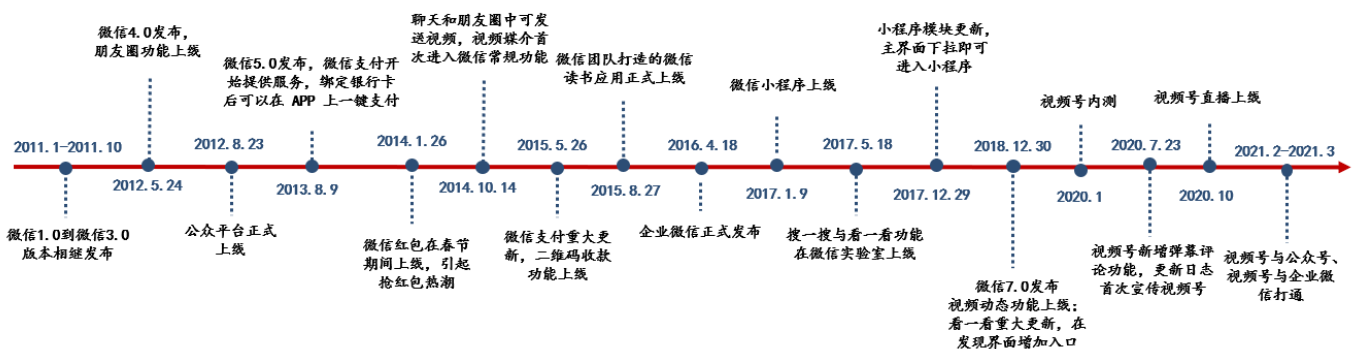 微信4.0发布，
朋友圈功能上线
微信5.0发布，微信支付开
始提供服务，绑定银行卡
后可以在 APP 上一键支付
聊天和朋友圈中可发
送视频，视频媒介首
次进入微信常规功能
微信团队打造的微信
读书应用正式上线
微信小程序上线
小程序模块更新，
主界面下拉即可
进入小程序
视频号内测
视频号直播上线
2011.1-2011.10
2012.8.23
2014.1.26
2015.5.26
2016.4.18
2017.5.18
2018.12.30
2020.7.23
2021.2-2021.3
2012.5.24
2013.8.9
2014.10.14
2015.8.27
2017.1.9
2017.12.29
2020.1
2020.10
微信1.0到微信3.0
版本相继发布
公众平台正式
上线
微信红包在春节
期间上线，引起
抢红包热潮
微信支付重大更
新，二维码收款
功能上线
企业微信正式发布
搜一搜与看一看功能
在微信实验室上线
微信7.0发布
视频动态功能上线；
看一看重大更新，在
发现界面增加入口
视频号新增弹幕评
论功能，更新日志
首次宣传视频号
视频号与公众号、
视频号与企业微
信打通